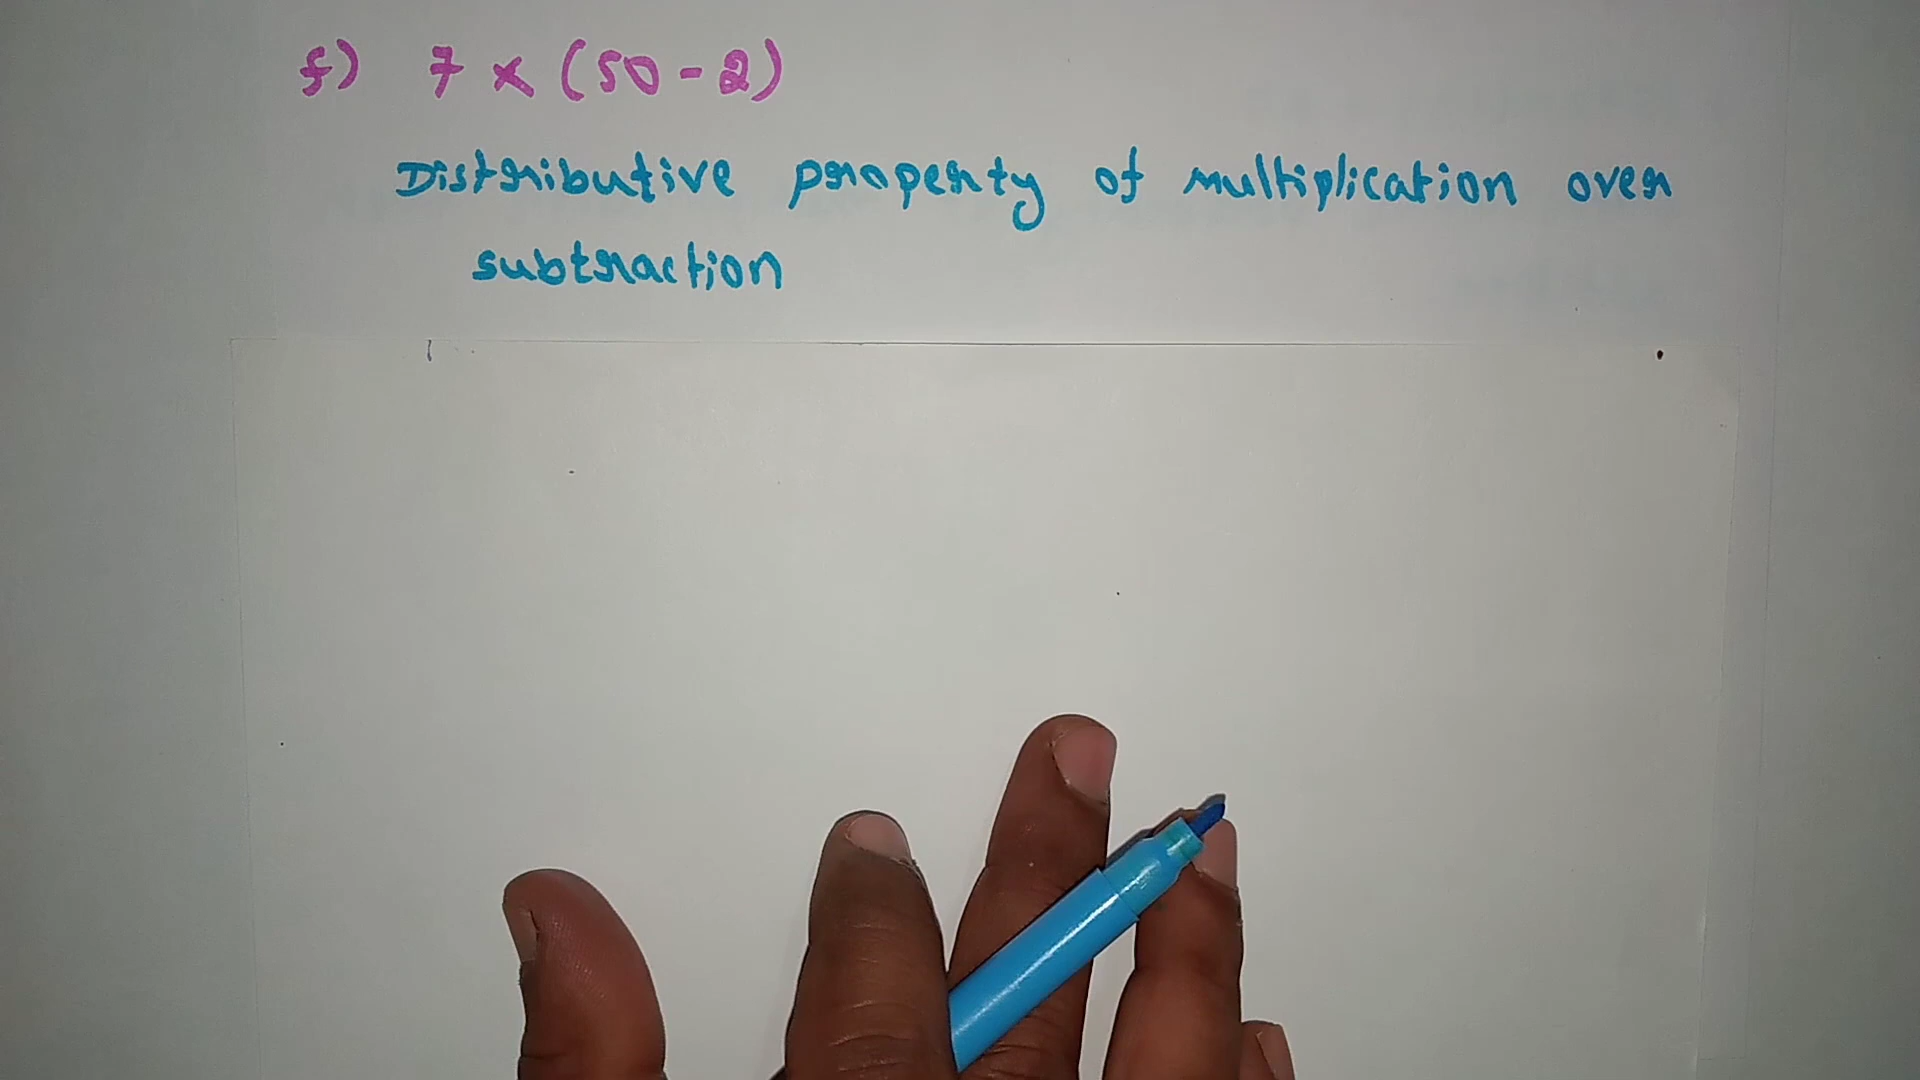 f) 7 × (50 - 2)
Distributive property of multiplication over
subtraction